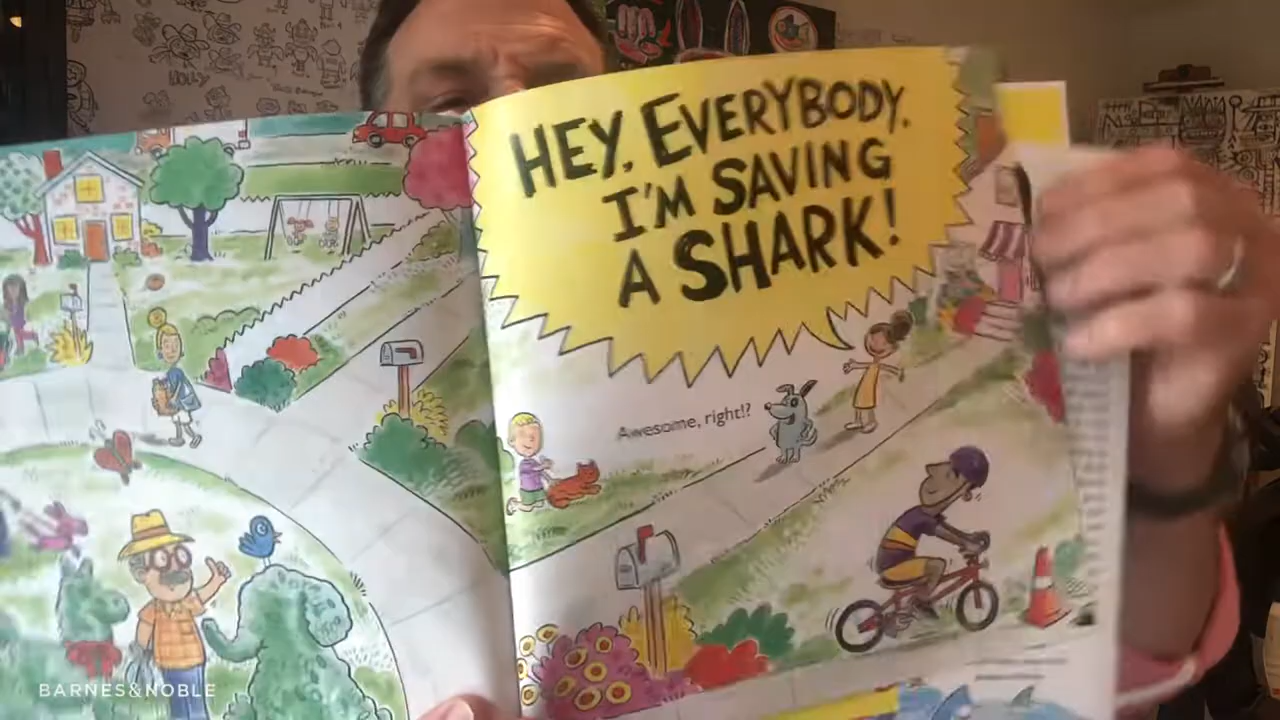 HEY, EVERYBODY.
I'M SAVING
A SHARK!
Awesome, right!?
BARNES&NOBLE